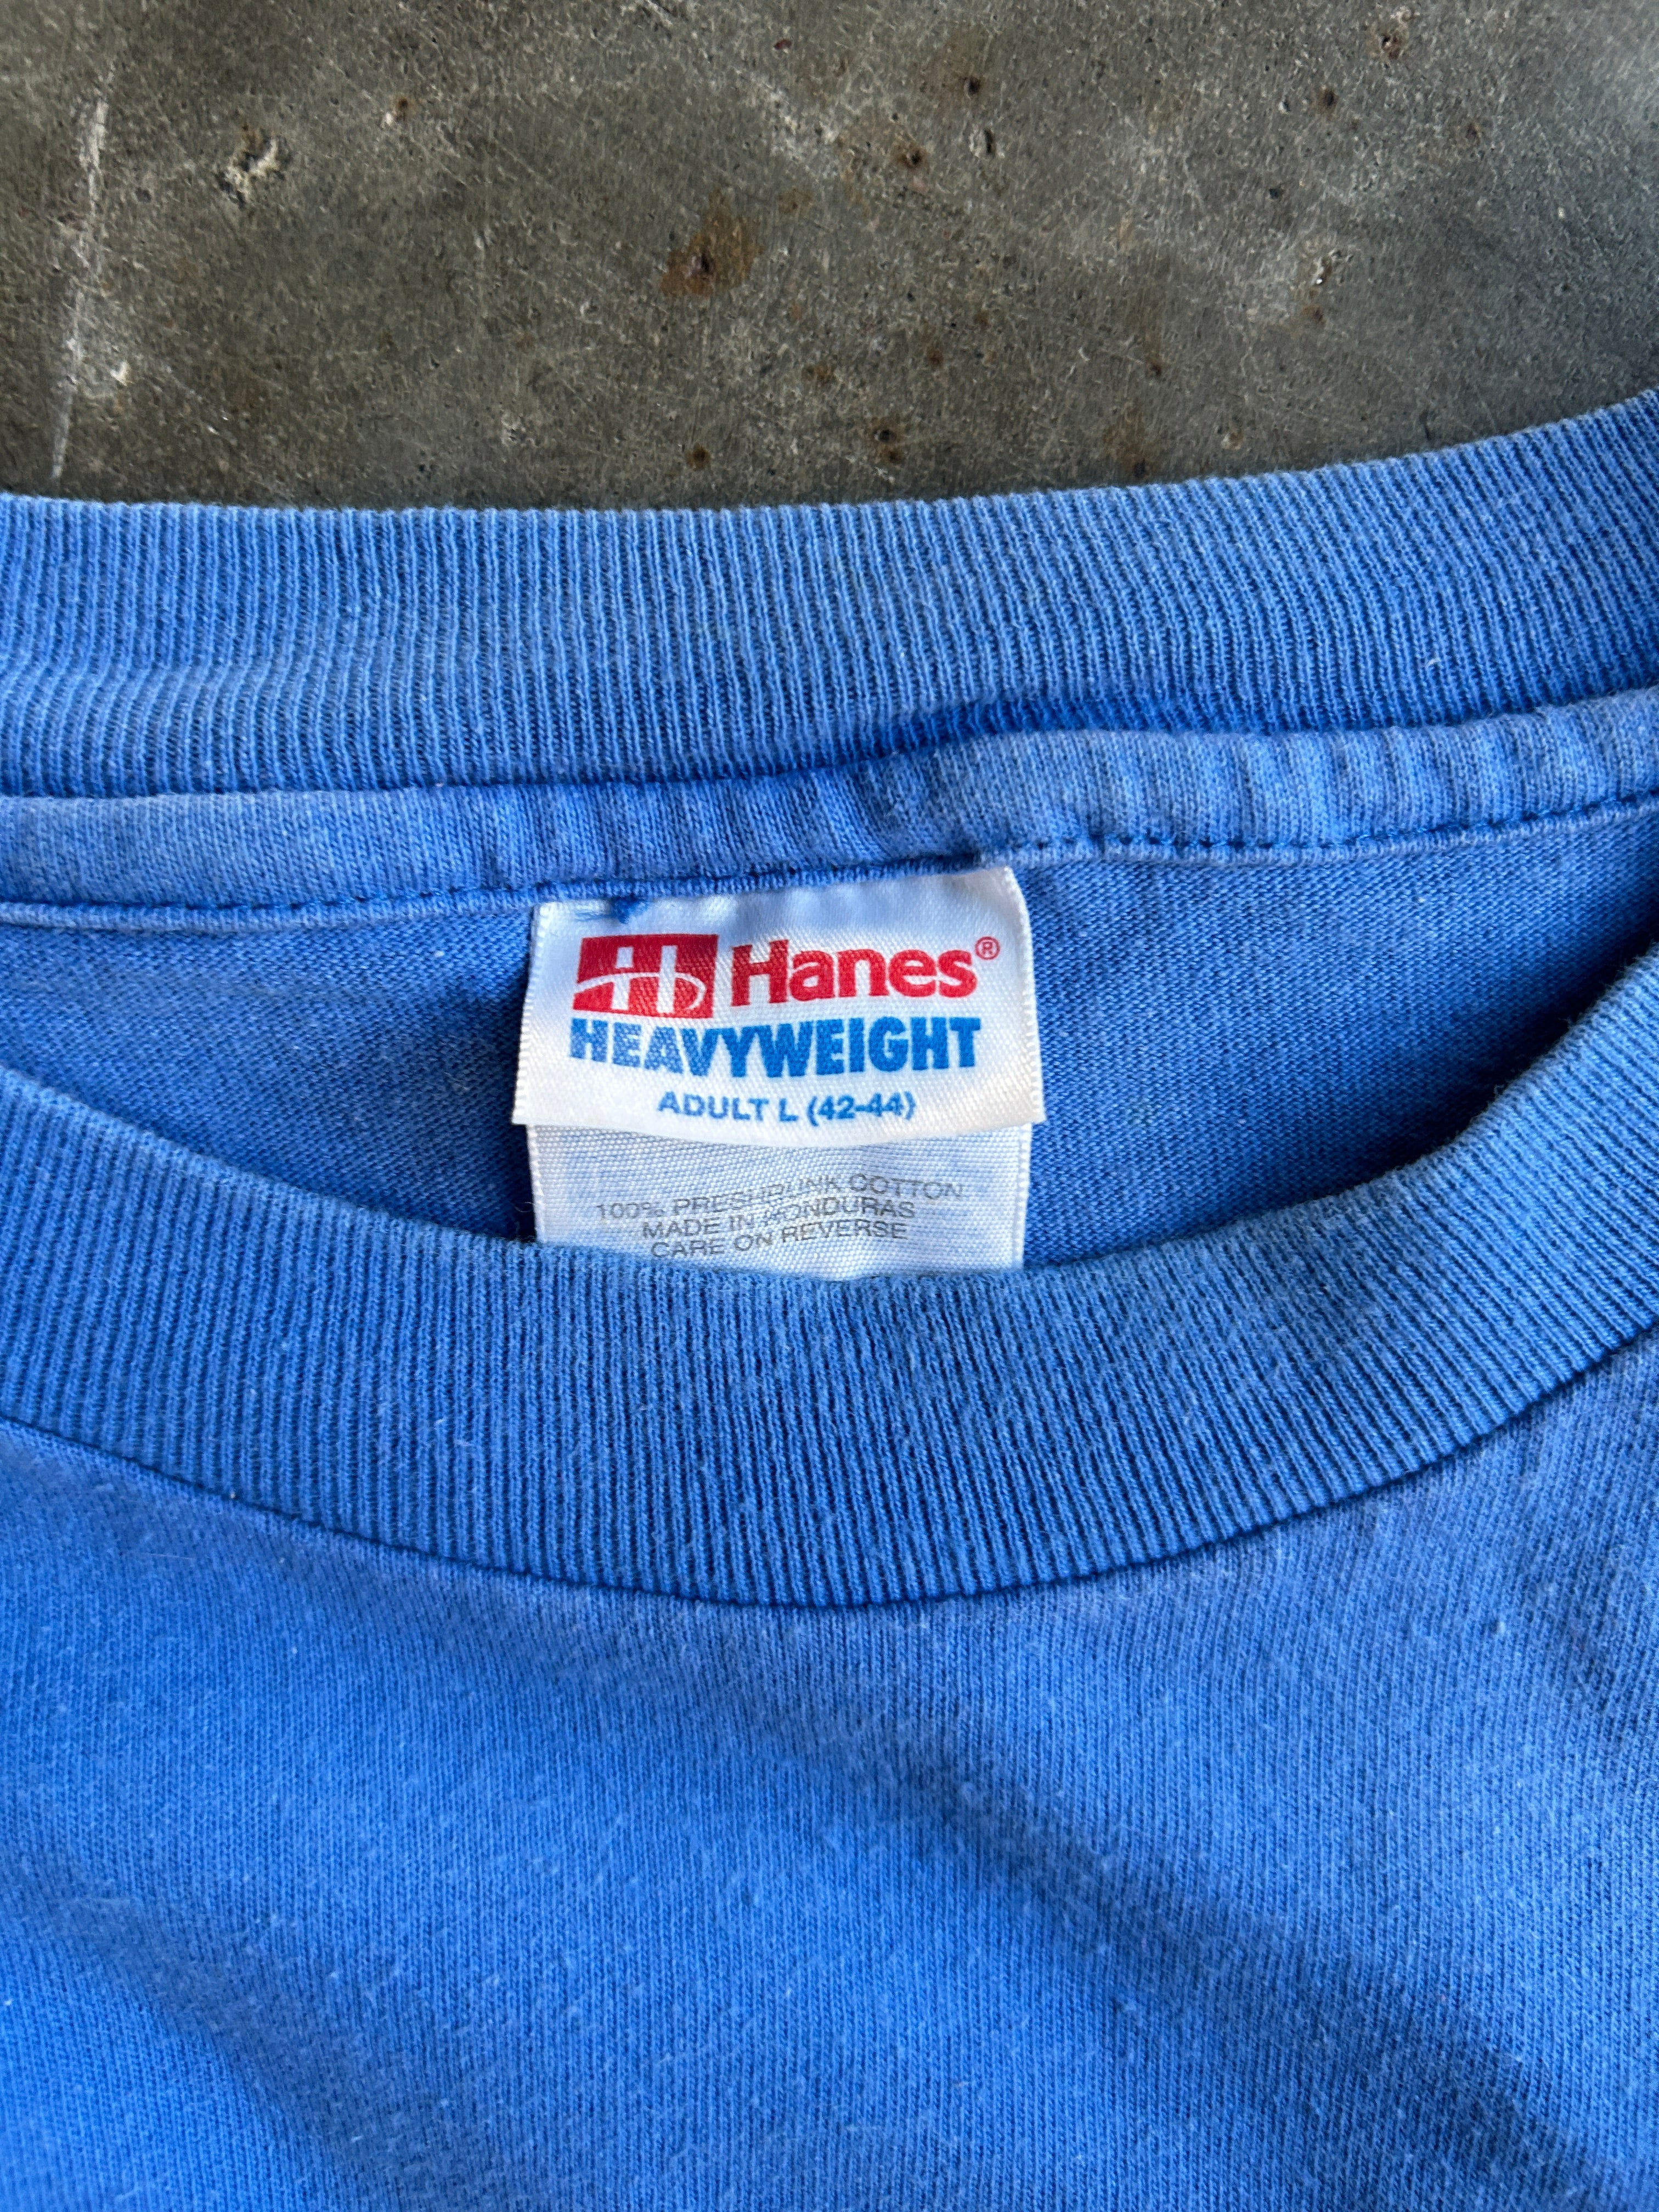 Hanes®
HEAVYWEIGHT
ADULT L (42-44)
100% PRESHRUNK COTTON
MADE IN HONDURAS
CARE ON REVERSE